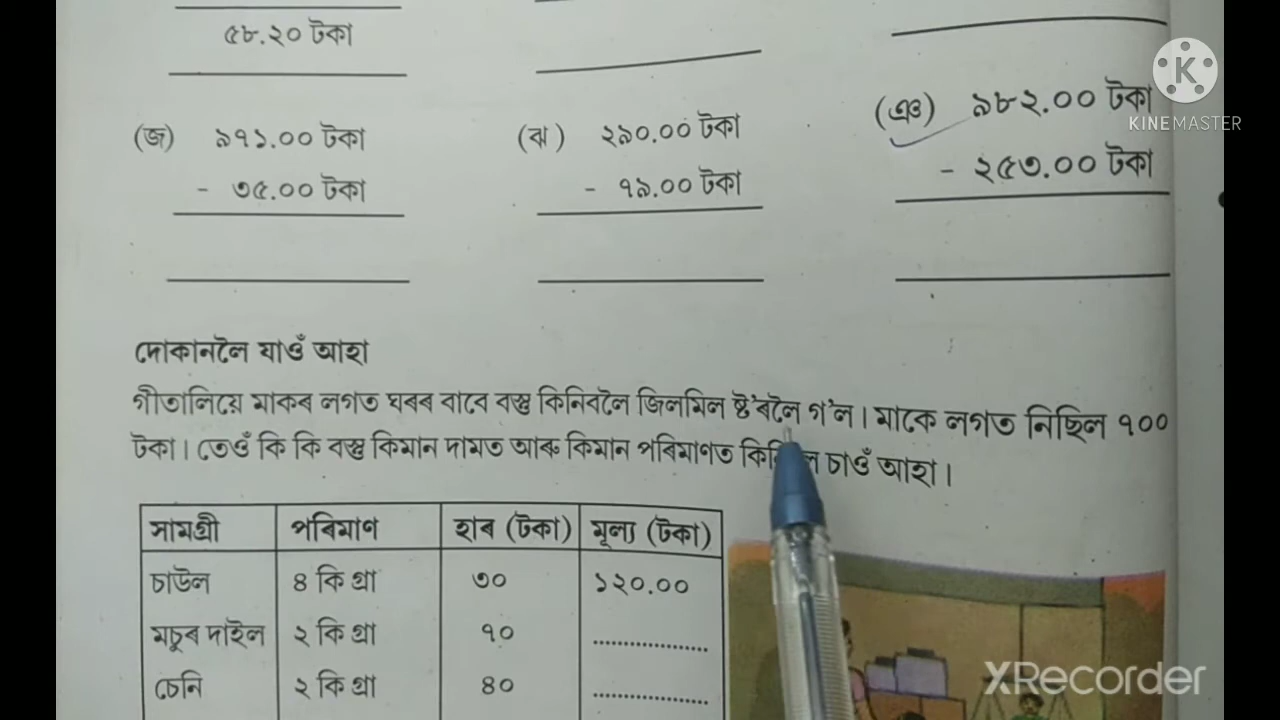 ৫৮.২০ টকা
(জ) ৯৭১.০০ টকা (ঝ) ২৯০.০০ টকা (ঞ) ৯৮২.০০ টকা
- ৩৫.০০ টকা - ৭৯.০০ টকা - ২৫৩.০০ টকা
KINEMASTER
দোকানলৈ যাওঁ আহা
গীতালিয়ে মাকৰ লগত ঘৰৰ বাবে বস্তু কিনিবলৈ জিলমিল ষ্ট'ৰলৈ গ'ল। মাকে লগত নিছিল ৭০০
টকা। তেওঁ কি কি বস্তু কিমান দামত আৰু কিমান পৰিমাণত চাওঁ আহা।
সামগ্ৰী পৰিমাণ হাৰ (টকা) মূল্য (টকা)
চাউল ৪ কি গ্ৰা ৩০ ১২০.০০
মচুৰ দাইল ২ কি গ্ৰা ৭০ ..................
চেনি ২ কি গ্ৰা ৪০ ..................
XRecorder